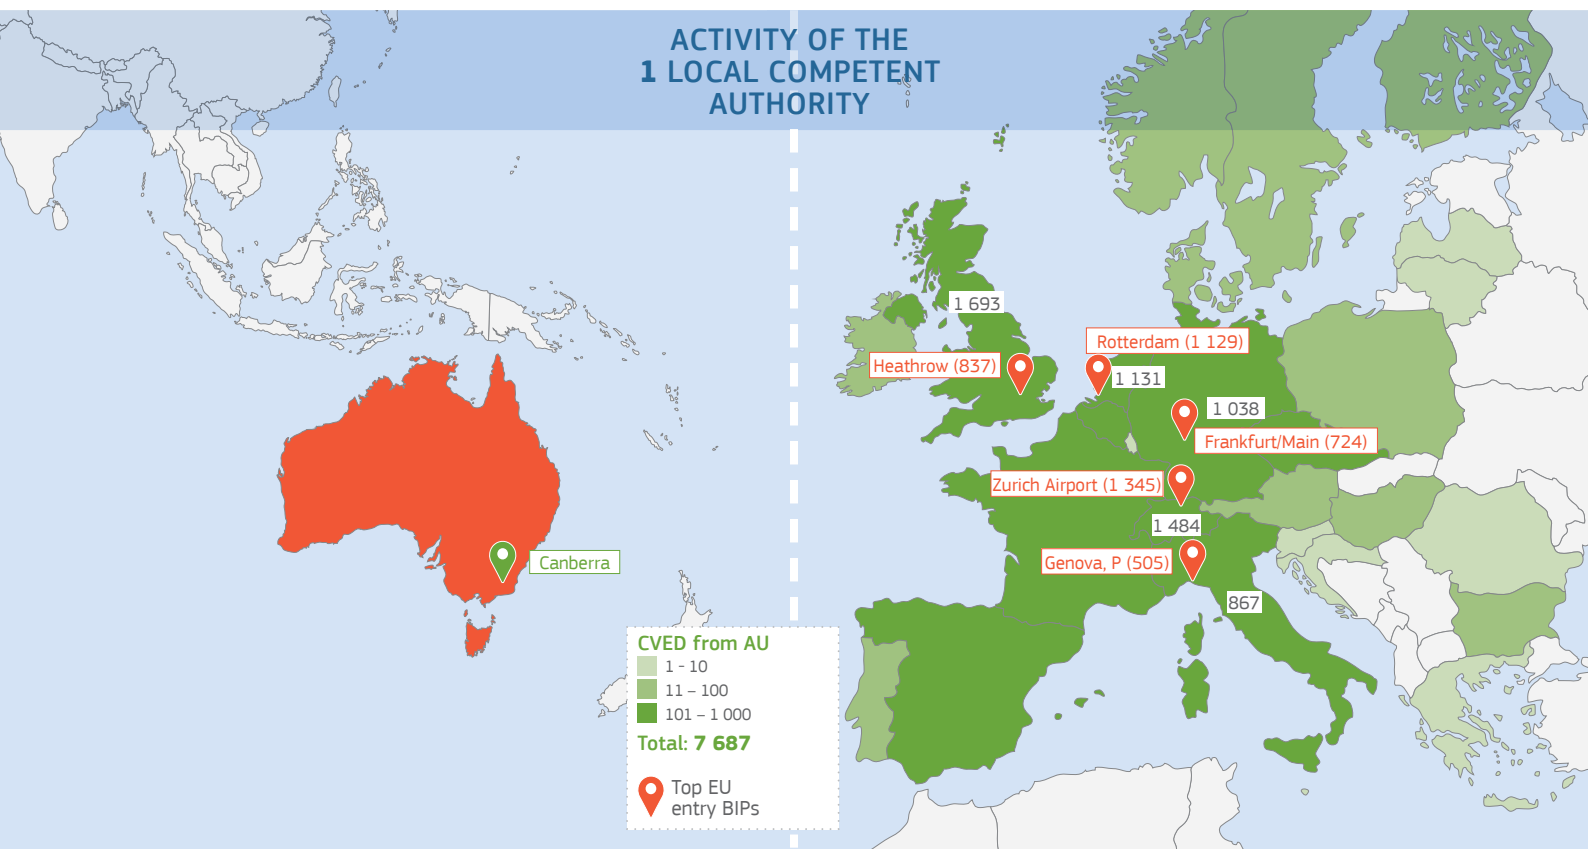 ACTIVITY OF THE
1 LOCAL COMPETENT
AUTHORITY
1 693
Rotterdam (1 129)
Heathrow (837)
1 131
1 038
Frankfurt/Main (724)
Zurich Airport (1 345)
1 484
Genova, P (505)
867
Canberra
CVED from AU
1 - 10
11 – 100
101 – 1 000
Total: 7 687
Top EU
entry BIPs